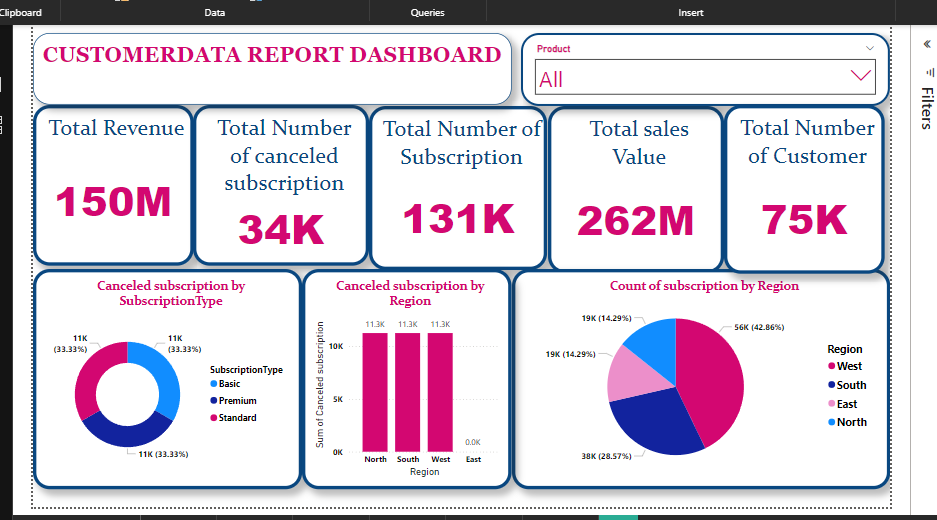 Clipboard
Data
Queries
Insert
CUSTOMERDATA REPORT DASHBOARD
Product
All
Filters
Total Revenue
150M
Total Number
of canceled
subscription
34K
Total Number of
Subscription
131K
Total sales
Value
262M
Total Number
of Customer
75K
Canceled subscription by
SubscriptionType
11K
(33.33%)
11K
(33.33%)
11K (33.33%)
SubscriptionType
Basic
Premium
Standard
Canceled subscription by
Region
Sum of Canceled subscription
10K
5K
0K
11.3K
11.3K
11.3K
0.0K
North
South
West
East
Region
Count of subscription by Region
19K (14.29%)
19K (14.29%)
38K (28.57%)
56K (42.86%)
Region
West
South
East
North